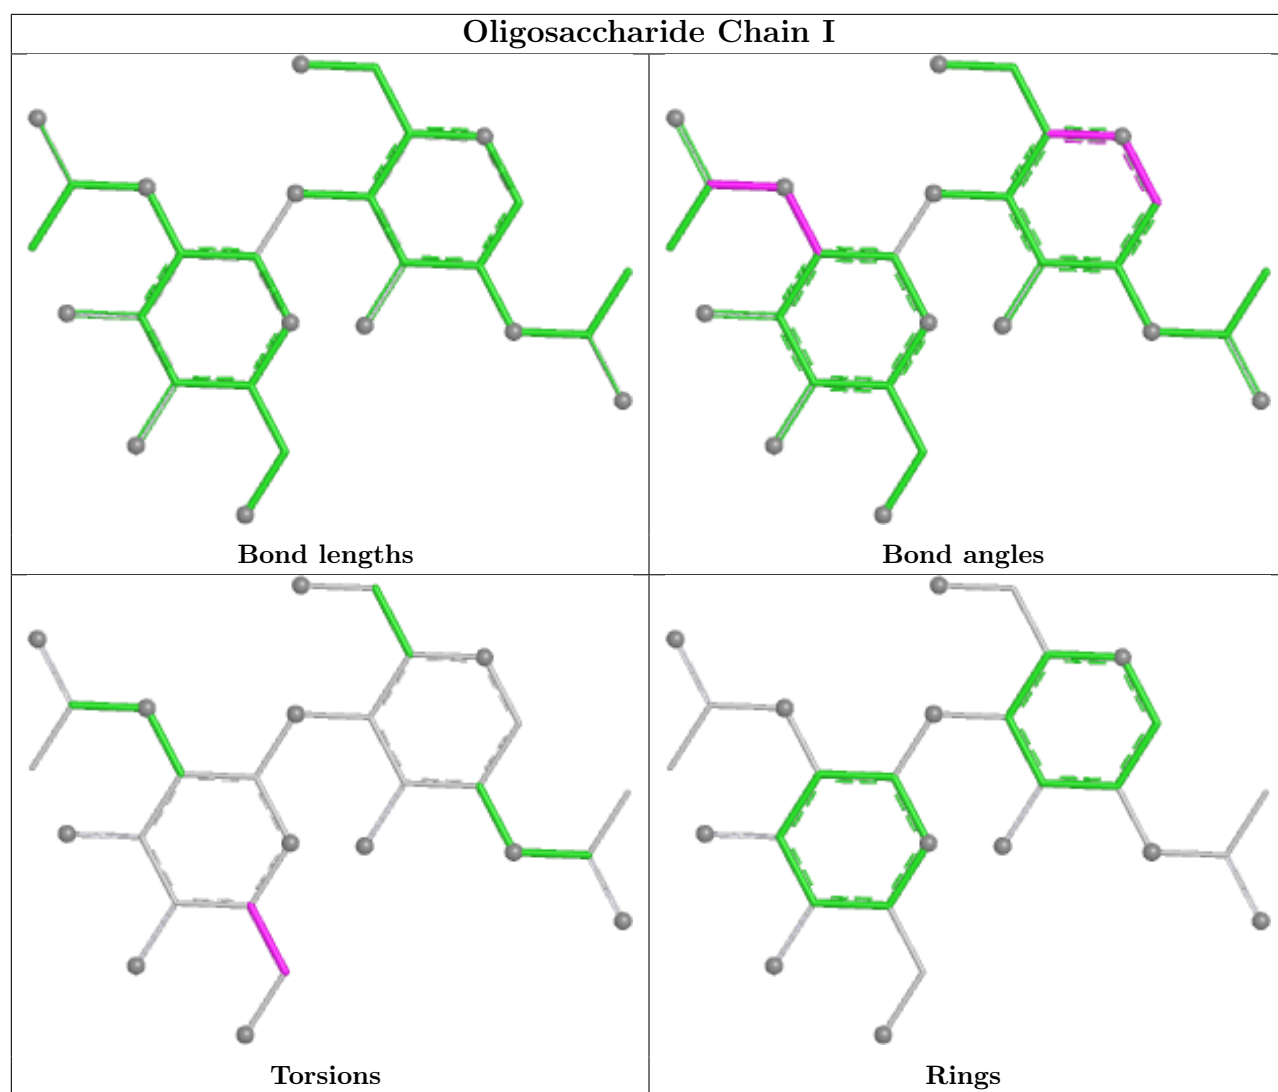 Oligosaccharide Chain I
Bond lengths
Bond angles
Torsions
Rings